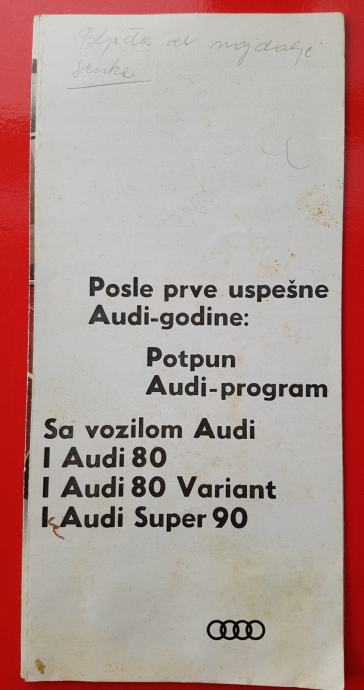 senke
Posle prve uspešne
Audi-godine:
Potpun
Audi-program
Sa vozilom Audi
I Audi 80
I Audi 80 Variant
I Audi Super 90